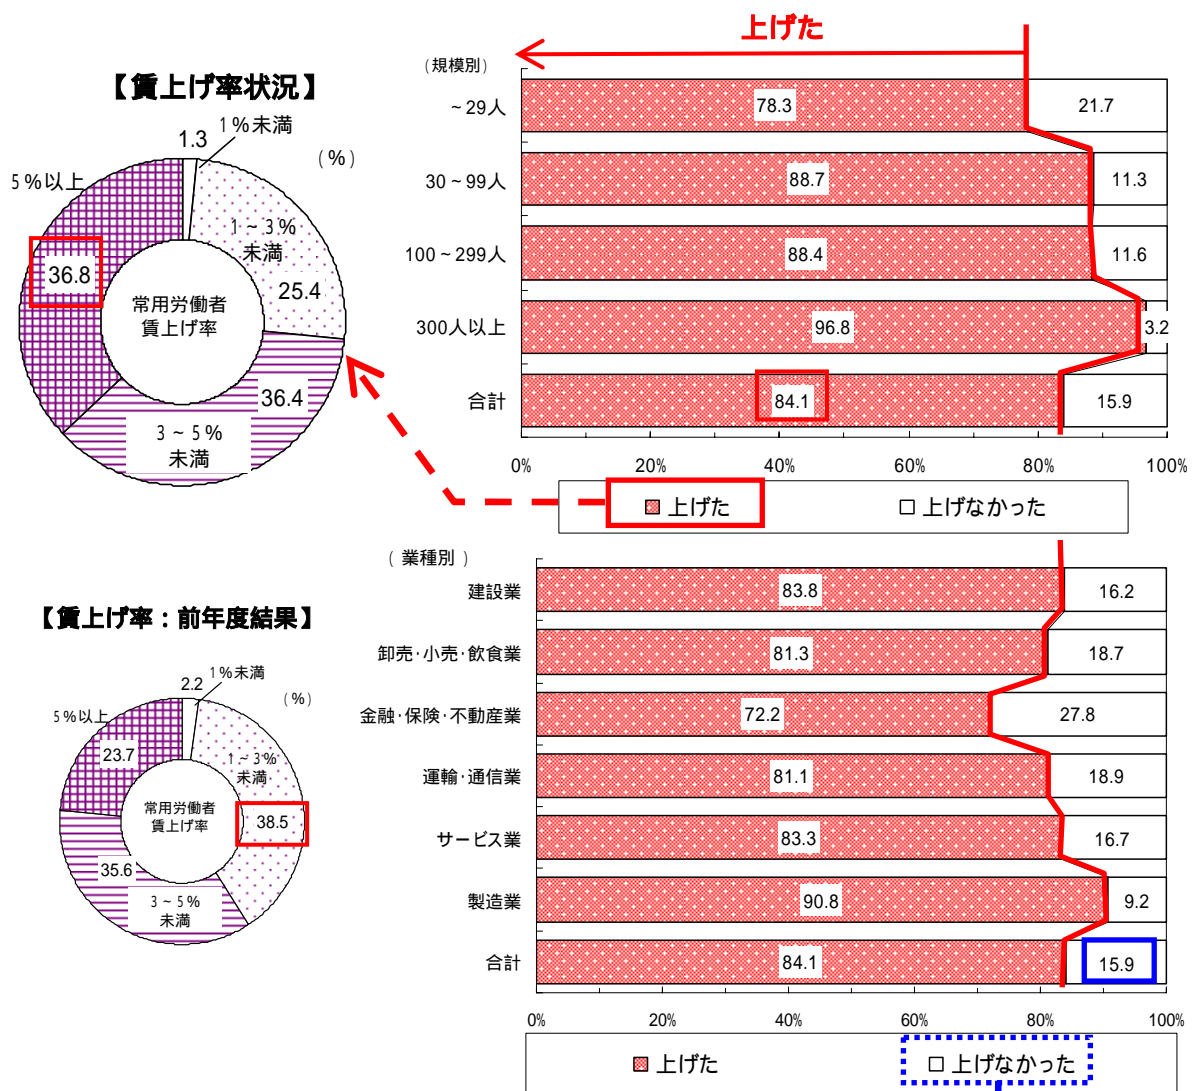 上げた
(規模別)
【賃上げ率状況】
~29人
78.3
21.7
1.3
1%未満
(%)
5%以上
30~99人
88.7
11.3
1~3%
未満
100~299人
88.4
11.6
36.8
25.4
常用労働者
賃上げ率
300人以上
96.8
3.2
36.4
合計
84.1
15.9
3~5%
未満
0%
20%
40%
60%
80%
100%
上げた
上げなかった
(業種別)
建設業
83.8
16.2
【賃上げ率:前年度結果】
卸売・小売・飲食業
81.3
18.7
2.2
1%未満
(%)
5%以上
金融・保険・不動産業
72.2
27.8
23.7
1~3%
未満
運輸・通信業
81.1
18.9
常用労働者
賃上げ率
38.5
サービス業
83.3
16.7
35.6
3~5%
未満
製造業
90.8
9.2
合計
84.1
15.9
0%
20%
40%
60%
80%
100%
上げた
上げなかった